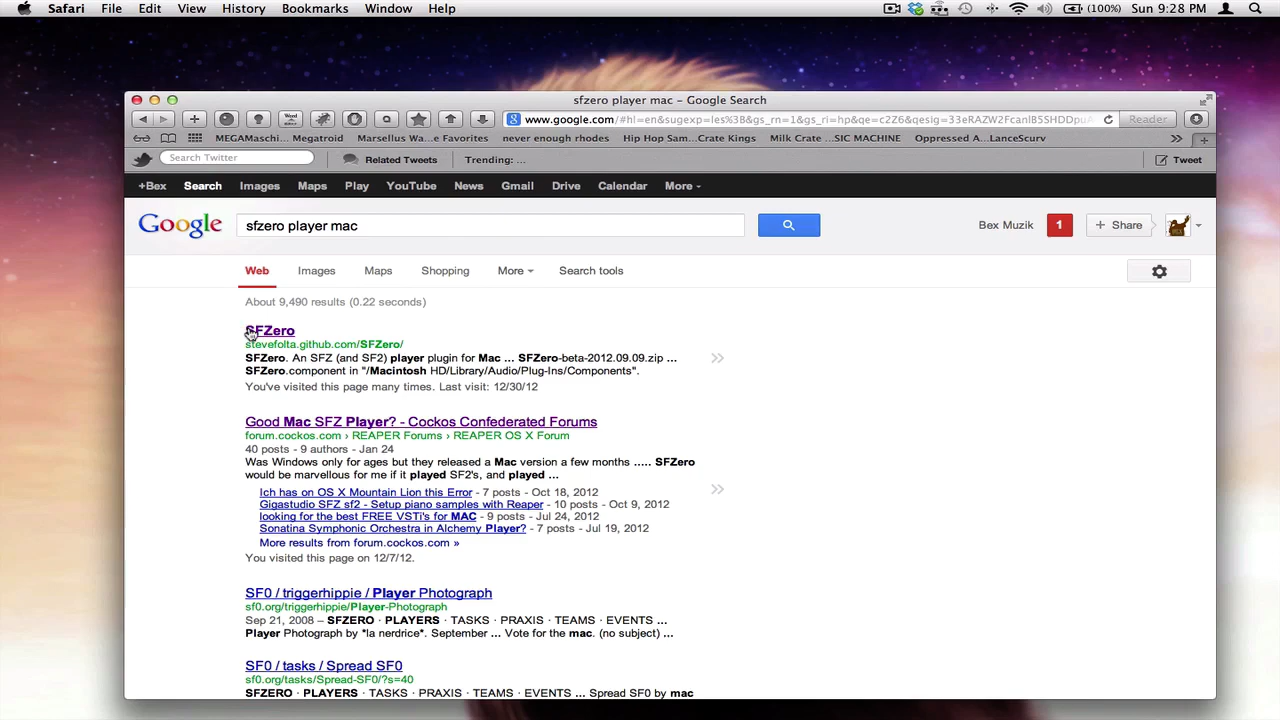 Safari File Edit View History Bookmarks Window Help (100%) Sun 9:28 PM
sfzero player mac – Google Search
www.google.com/#hl=en&sugexp=les%3B&gs_rn=1&gs_ri=hp&qe=c2Z6&qesig=33eRAZW2FcanlB5SHDDpu Reader
MEGAMaschi... Megatroid Marsellus Wa...e Favorites never enough rhodes Hip Hop Sam...Crate Kings Milk Crate ...SIC MACHINE Oppressed A...LanceScurv
Search Twitter Related Tweets Trending: ... Tweet
+Bex Search Images Maps Play YouTube News Gmail Drive Calendar More
Google sfzero player mac Bex Muzik 1 + Share
Web Images Maps Shopping More Search tools
About 9,490 results (0.22 seconds)
SFZero
stevefolta.github.com/SFZero/
SFZero. An SFZ (and SF2) player plugin for Mac ... SFZero-beta-2012.09.09.zip ...
SFZero.component in "/Macintosh HD/Library/Audio/Plug-Ins/Components".
You've visited this page many times. Last visit: 12/30/12
Good Mac SFZ Player? - Cockos Confederated Forums
forum.cockos.com › REAPER Forums › REAPER OS X Forum
40 posts - 9 authors - Jan 24
Was Windows only for ages but they released a Mac version a few months ..... SFZero
would be marvellous for me if it played SF2's, and played ...
Ich has on OS X Mountain Lion this Error - 7 posts - Oct 18, 2012
Gigastudio SFZ sf2 - Setup piano samples with Reaper - 10 posts - Oct 9, 2012
looking for the best FREE VSTi's for MAC - 9 posts - Jul 24, 2012
Sonatina Symphonic Orchestra in Alchemy Player? - 7 posts - Jul 19, 2012
More results from forum.cockos.com »
You visited this page on 12/7/12.
SF0 / triggerhippie / Player Photograph
sf0.org/triggerhippie/Player-Photograph
Sep 21, 2008 – SFZERO · PLAYERS · TASKS · PRAXIS · TEAMS · EVENTS ...
Player Photograph by *la nerdrice*. September ... Vote for the mac. (no subject) ...
SF0 / tasks / Spread SF0
sf0.org/tasks/Spread-SF0/?s=40
SFZERO · PLAYERS · TASKS · PRAXIS · TEAMS · EVENTS ... Spread SF0 by mac